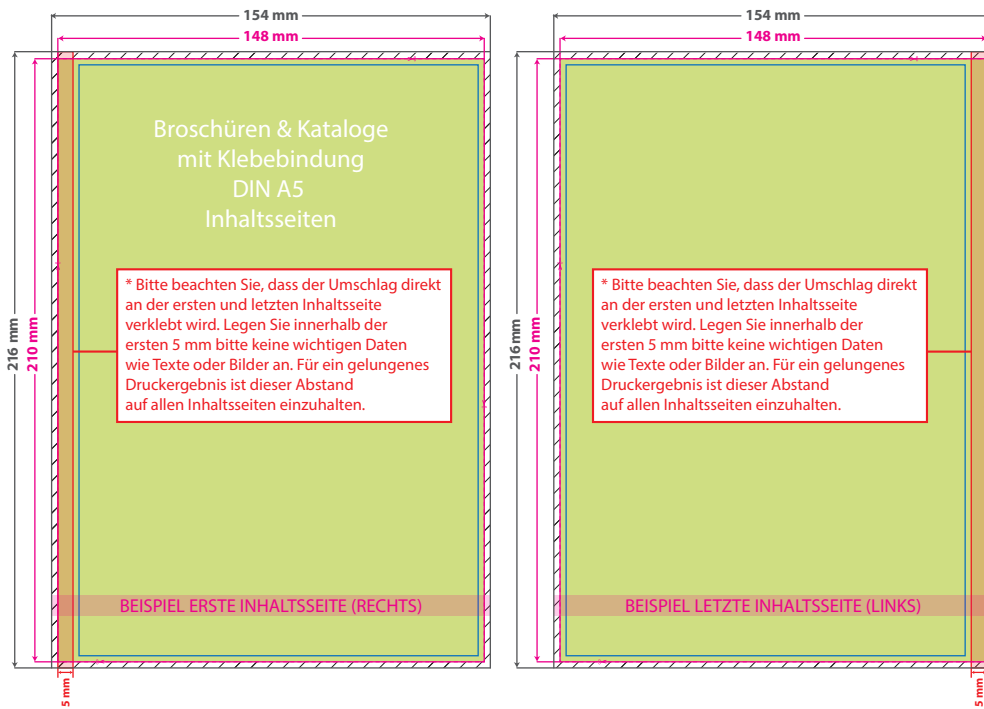 154 mm
148 mm
216 mm
210 mm
Broschüren & Kataloge
mit Klebebindung
DIN A5
Inhaltsseiten
* Bitte beachten Sie, dass der Umschlag direkt
an der ersten und letzten Inhaltsseite
verklebt wird. Legen Sie innerhalb der
ersten 5 mm bitte keine wichtigen Daten
wie Texte oder Bilder an. Für ein gelungenes
Druckergebnis ist dieser Abstand
auf allen Inhaltsseiten einzuhalten.
BEISPIEL ERSTE INHALTSSEITE (RECHTS)
5 mm
154 mm
148 mm
216 mm
210 mm
* Bitte beachten Sie, dass der Umschlag direkt
an der ersten und letzten Inhaltsseite
verklebt wird. Legen Sie innerhalb der
ersten 5 mm bitte keine wichtigen Daten
wie Texte oder Bilder an. Für ein gelungenes
Druckergebnis ist dieser Abstand
auf allen Inhaltsseiten einzuhalten.
BEISPIEL LETZTE INHALTSSEITE (LINKS)
5 mm